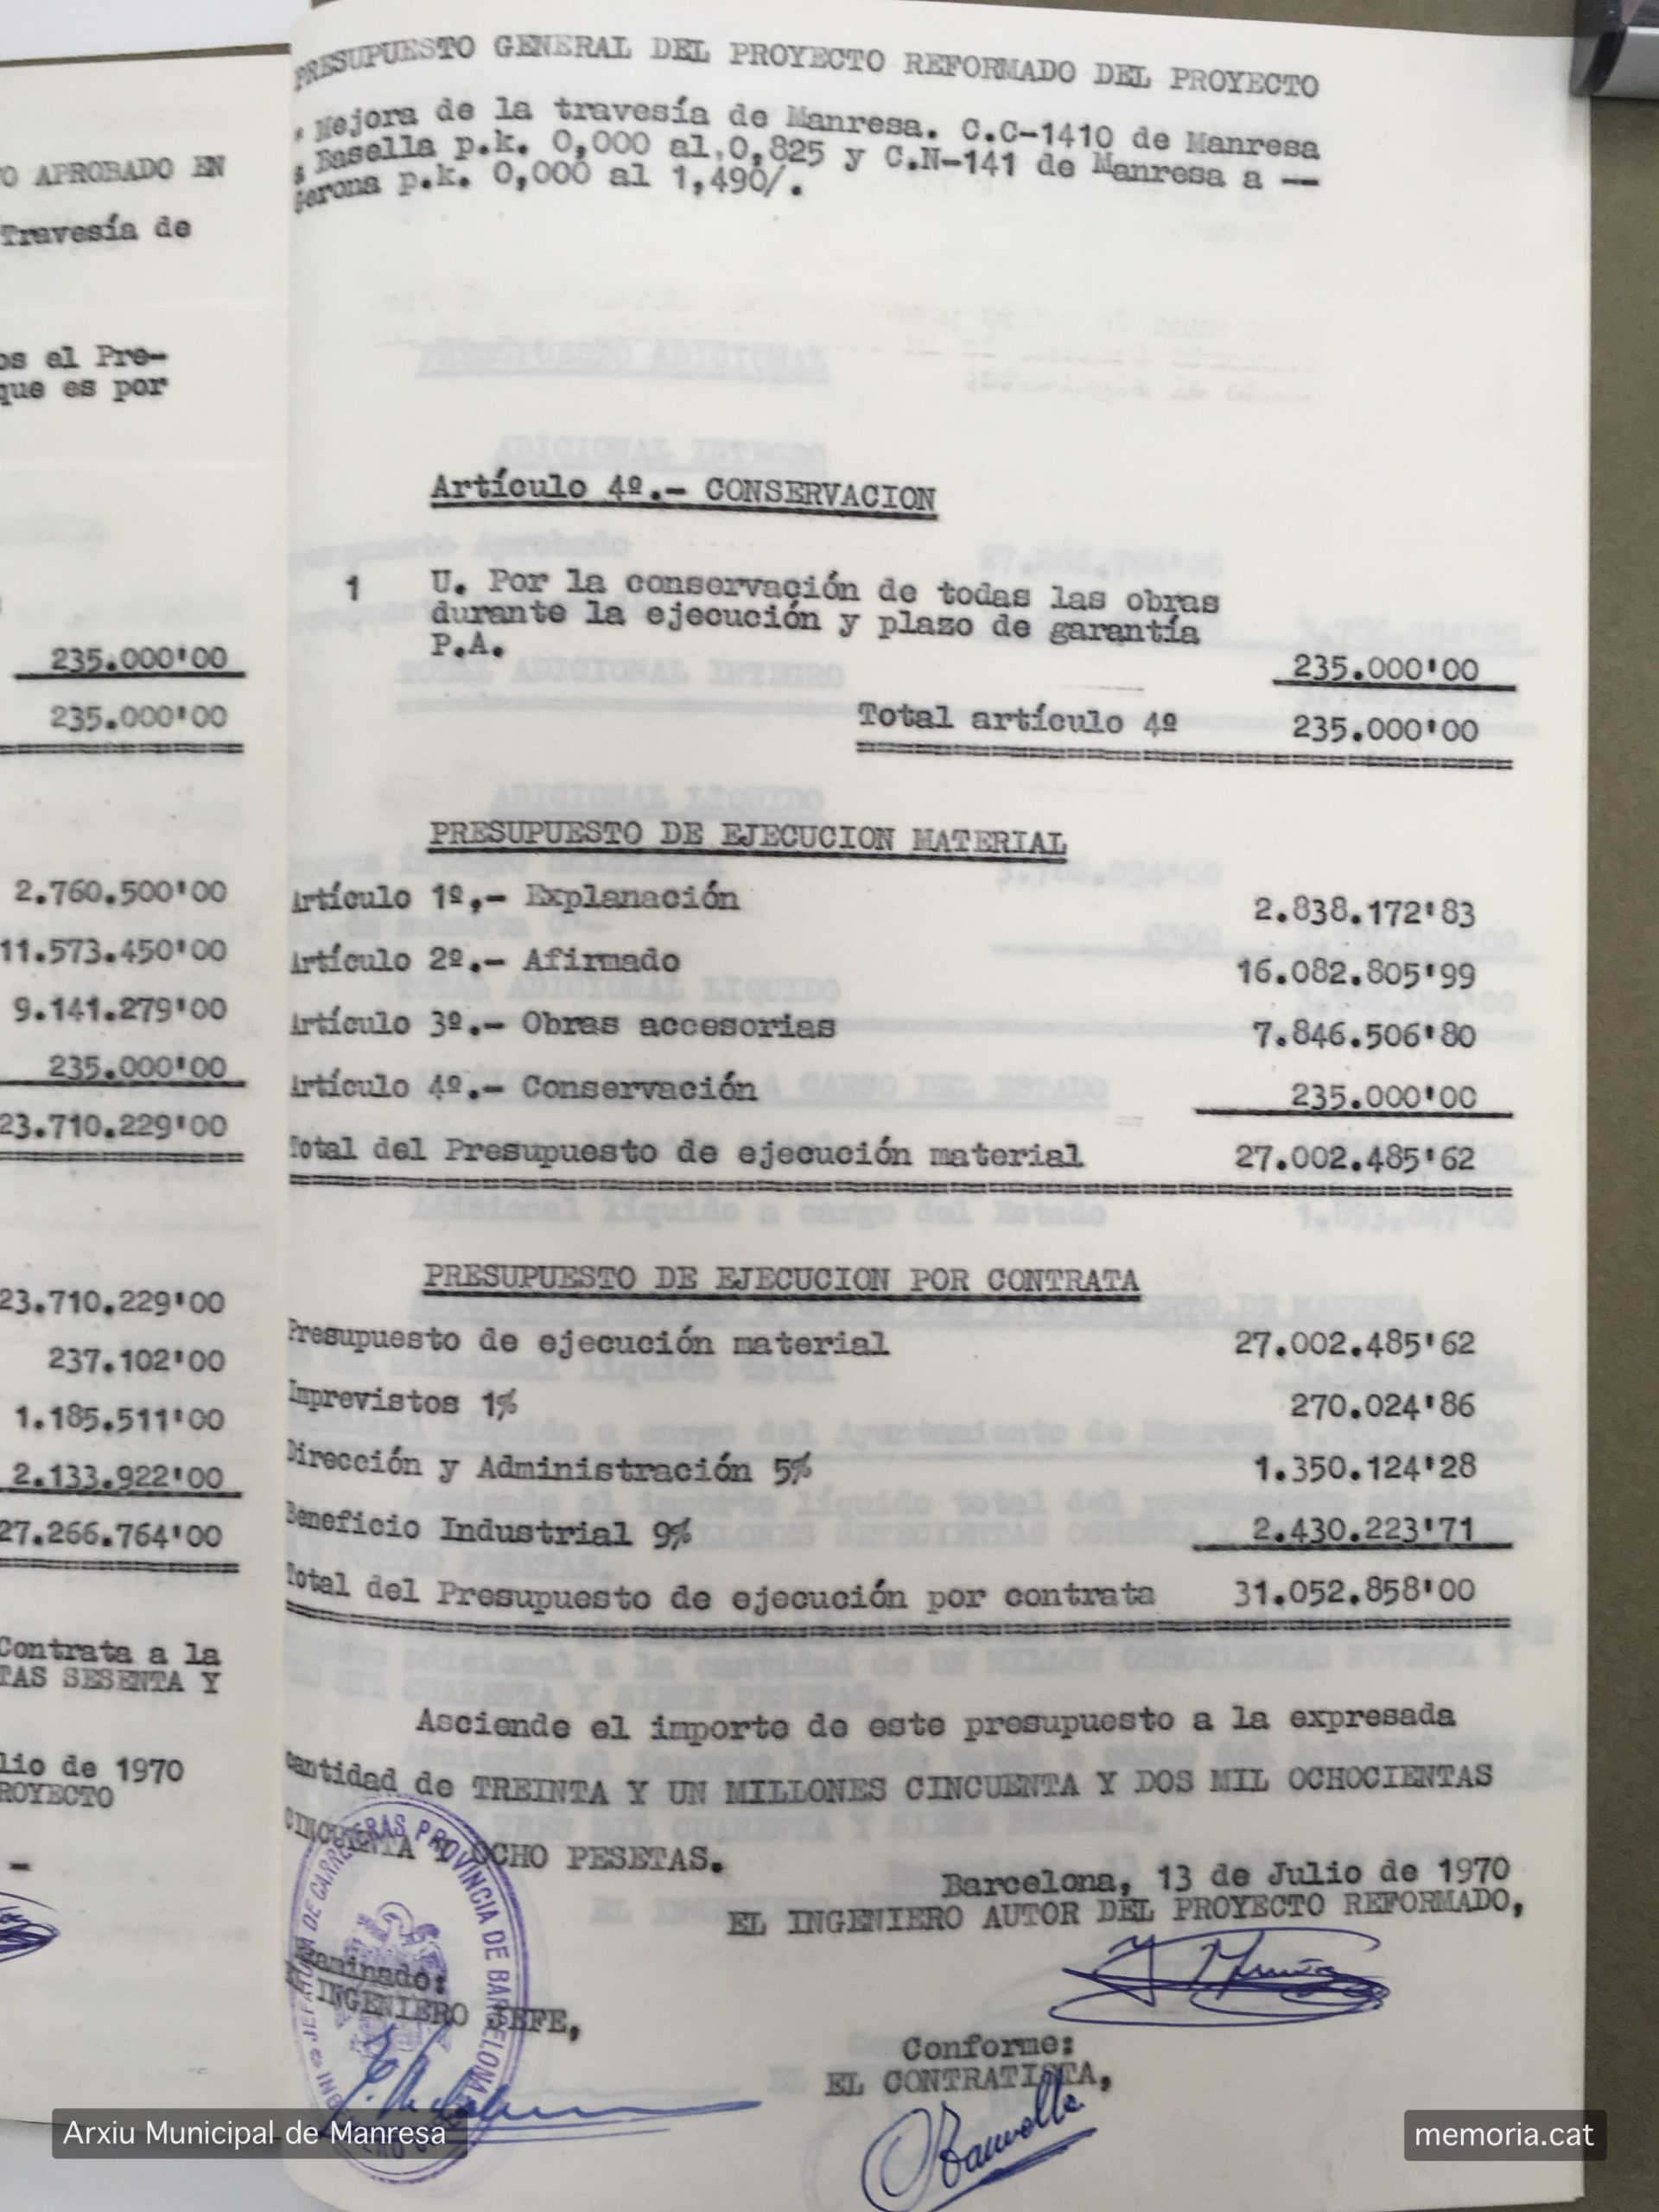 O APROBADO EN
Travesía de
os el Pre-
que es por
235.000'00
235.000'00
2.760.500'00
11.573.450'00
9.141.279'00
235.000'00
23.710.229'00
23.710.229'00
237.102'00
1.185.511'00
2.133.922'00
27.266.764'00
Contrata a la
TAS SESENTA Y
lio de 1970
ROYECTO
PRESUPUESTO GENERAL DEL PROYECTO REFORMADO DEL PROYECTO
Mejora de la travesía de Manresa. C.C-1410 de Manresa
Basella p.k. 0,000 al 0,825 y C.N-141 de Manresa a --
Gerona p.k. 0,000 al 1,490/.
Artículo 4º.- CONSERVACION
1 U. Por la conservación de todas las obras
durante la ejecución y plazo de garantía
P.A. 235.000'00
Total artículo 4º 235.000'00
PRESUPUESTO DE EJECUCION MATERIAL
Artículo 1º,- Explanación 2.838.172'83
Artículo 2º.- Afirmado 16.082.805'99
Artículo 3º.- Obras accesorias 7.846.506'80
Artículo 4º.- Conservación 235.000'00
Total del Presupuesto de ejecución material 27.002.485'62
PRESUPUESTO DE EJECUCION POR CONTRATA
Presupuesto de ejecución material 27.002.485'62
Imprevistos 1% 270.024'86
Dirección y Administración 5% 1.350.124'28
Beneficio Industrial 9% 2.430.223'71
Total del Presupuesto de ejecución por contrata 31.052.858'00
Asciende el importe de este presupuesto a la expresada
cantidad de TREINTA Y UN MILLONES CINCUENTA Y DOS MIL OCHOCIENTAS
CINCUENTA Y OCHO PESETAS.
Barcelona, 13 de Julio de 1970
EL INGENIERO AUTOR DEL PROYECTO REFORMADO,
Examinado:
INGENIERO JEFE,
JEFATURA DE CARRETERAS PROVINCIA DE BARCELONA
Conforme:
EL CONTRATISTA,
Arxiu Municipal de Manresa
memoria.cat